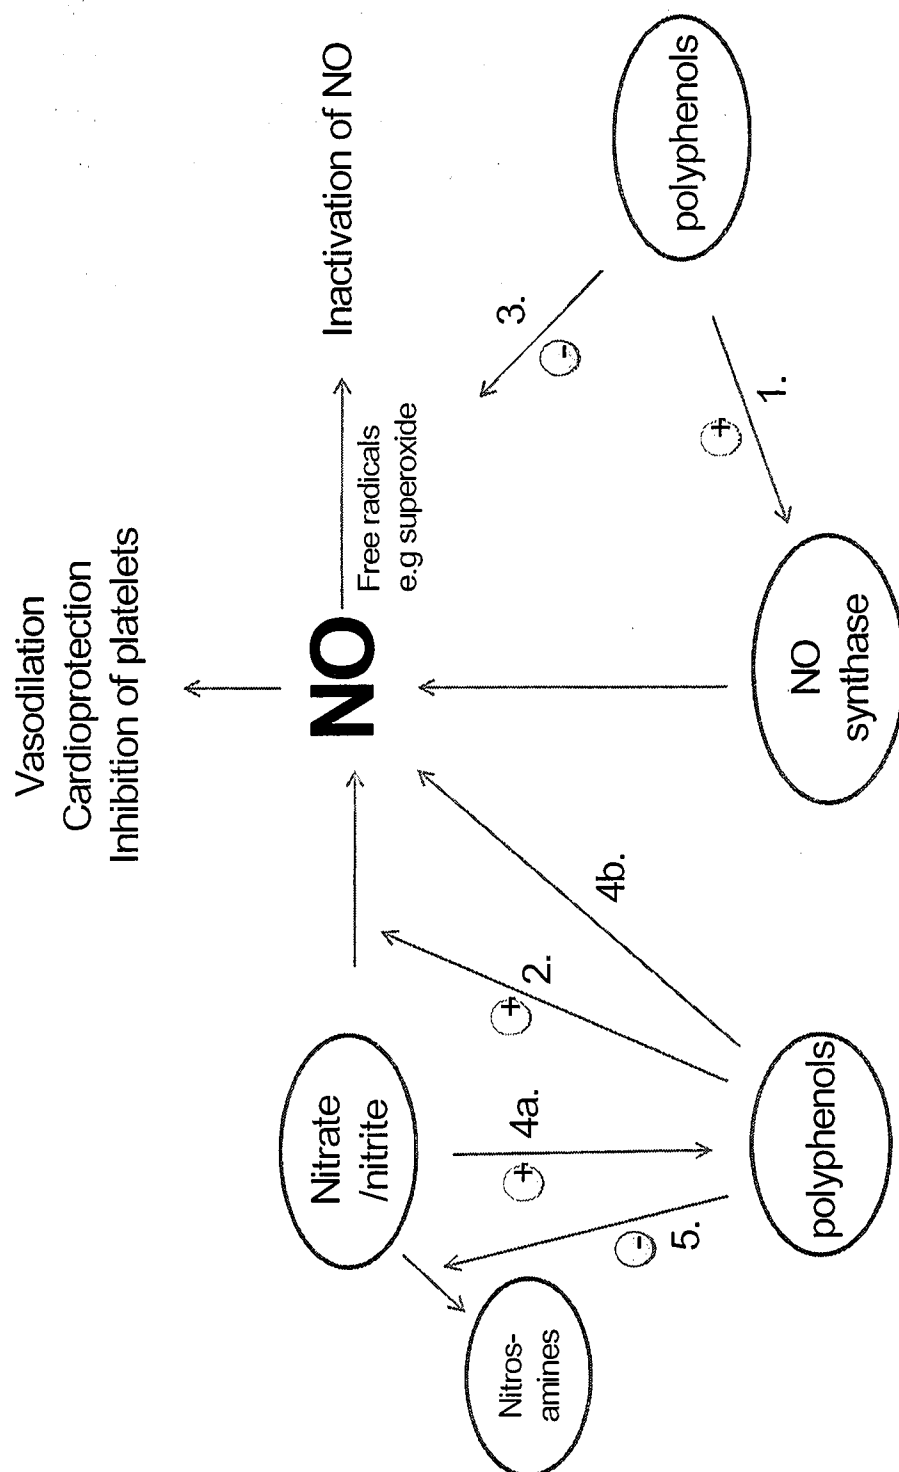 Vasodilation
Cardioprotection
Inhibition of platelets
Nitrate
/nitrite
NO
Free radicals
e.g superoxide
Inactivation of NO
Nitros-
amines
5.
-
4a.
+
2.
+
4b.
3.
-
1.
+
polyphenols
NO
synthase
polyphenols